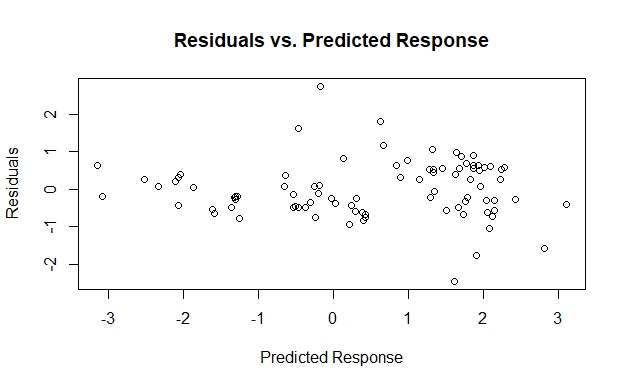 Residuals vs. Predicted Response
2
1
0
-1
-2
Residuals
-3 -2 -1 0 1 2 3
Predicted Response